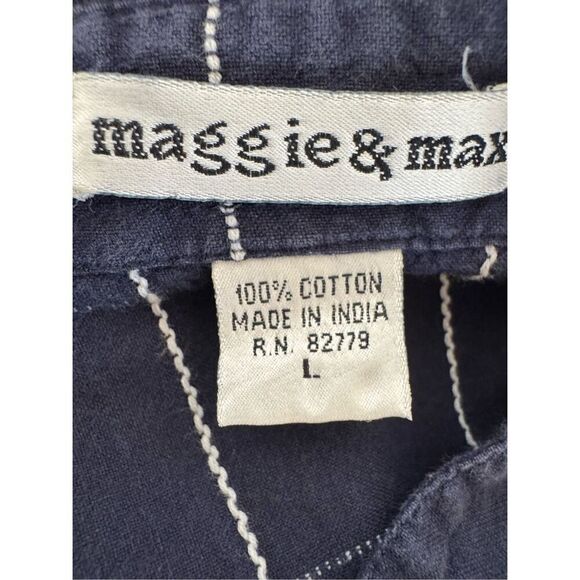 maggie & max
100% COTTON
MADE IN INDIA
R.N. 82779
L